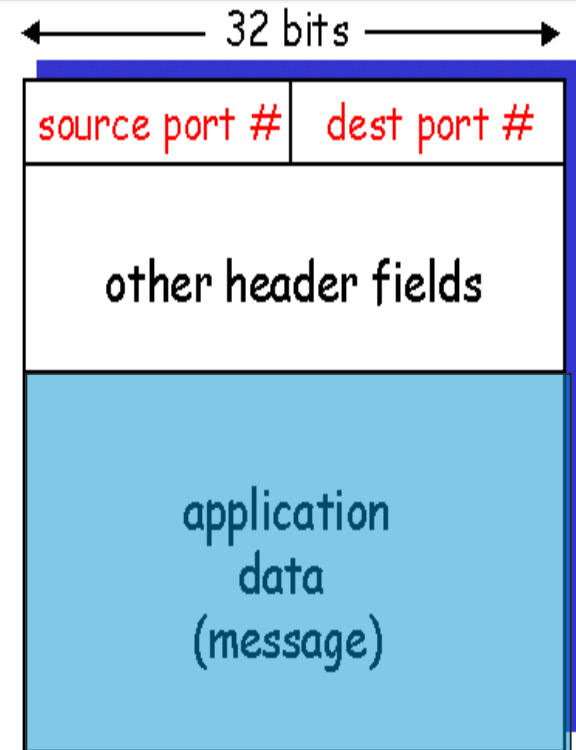 32 bits
source port # dest port #
other header fields
application
data
(message)